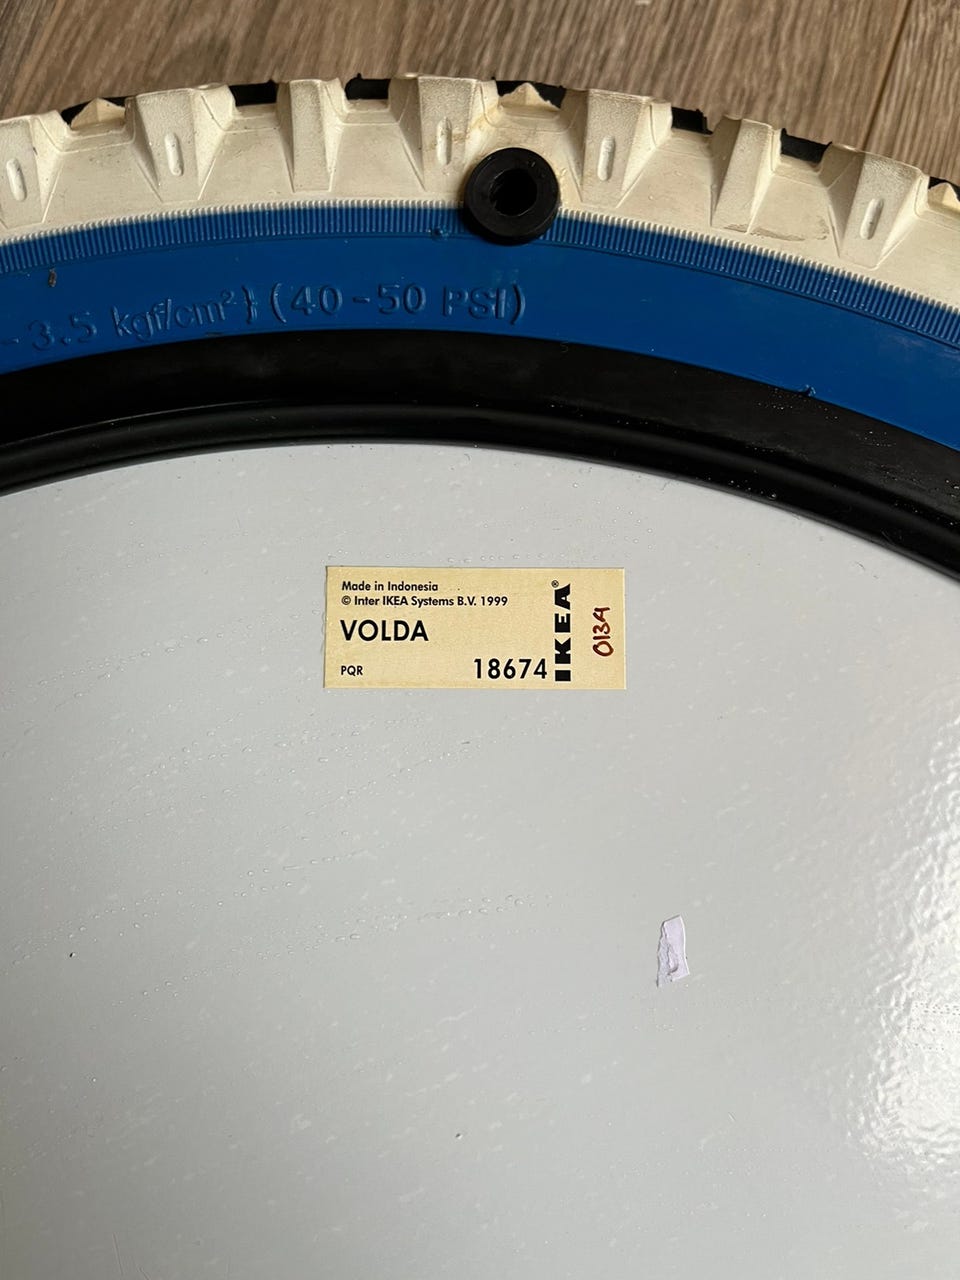 -3.5 kgf/cm²) (40-50 PSI)
Made in Indonesia
© Inter IKEA Systems B.V. 1999
VOLDA
PQR
18674
IKEA®
0134